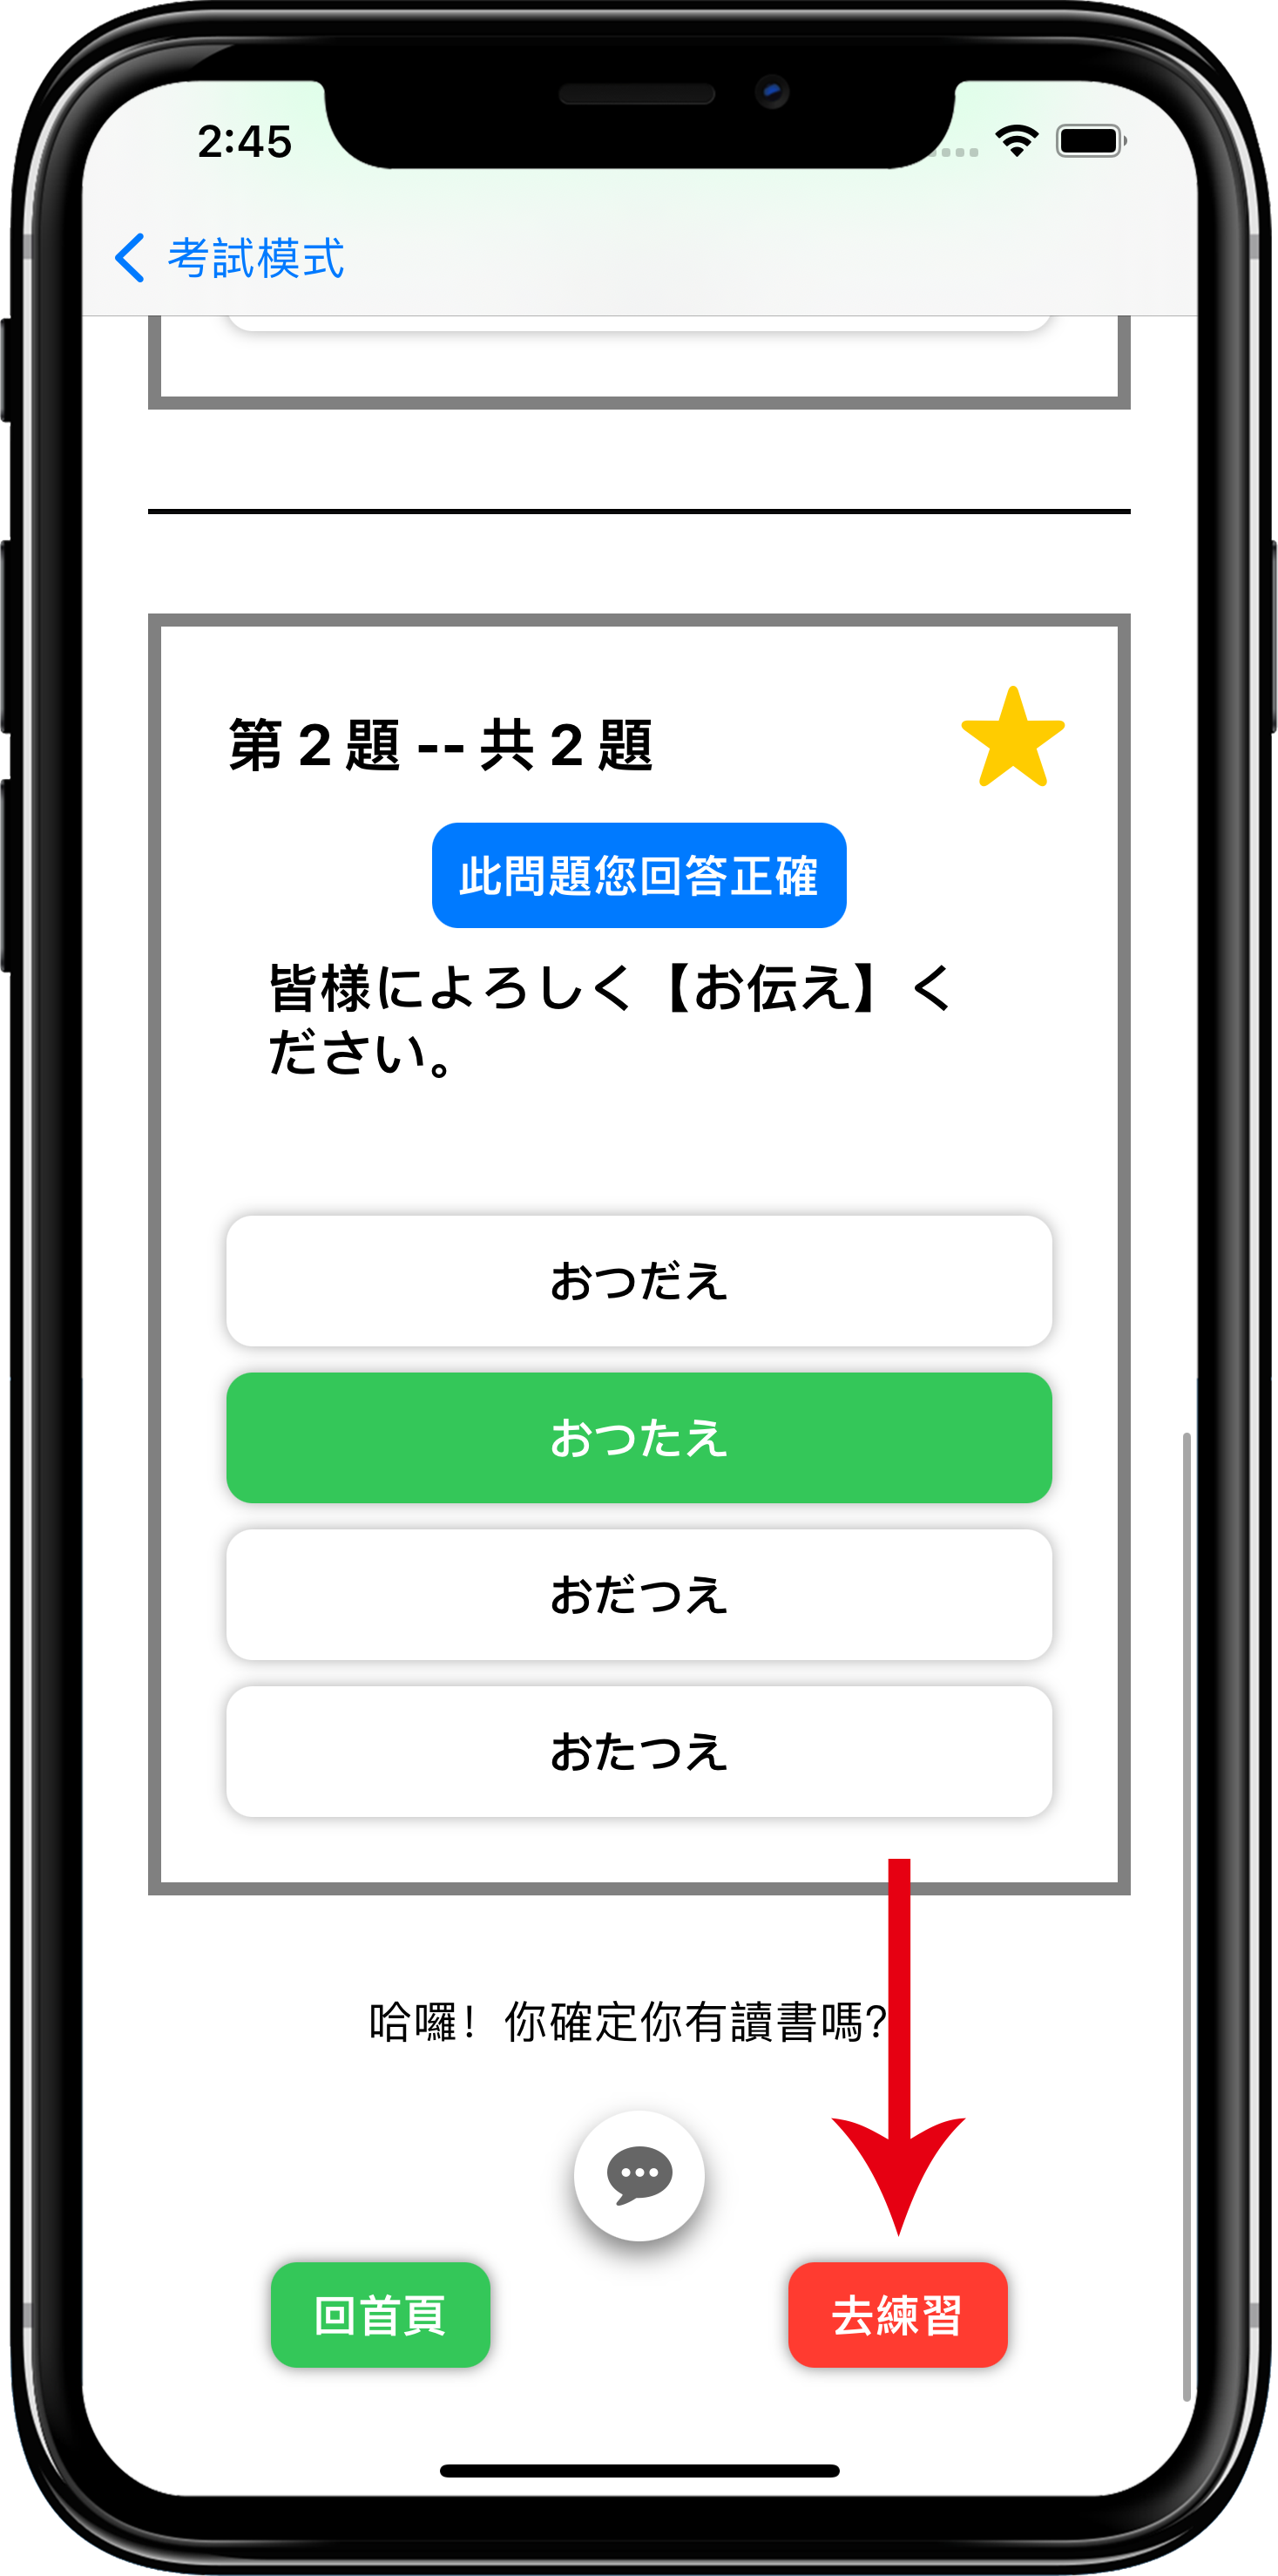 2:45
考試模式
第 2 題 -- 共 2 題
此問題您回答正確
皆様によろしく【お伝え】く
ださい。
おつだえ
おつたえ
おだつえ
おたつえ
哈囉！你確定你有讀書嗎?
回首頁
去練習